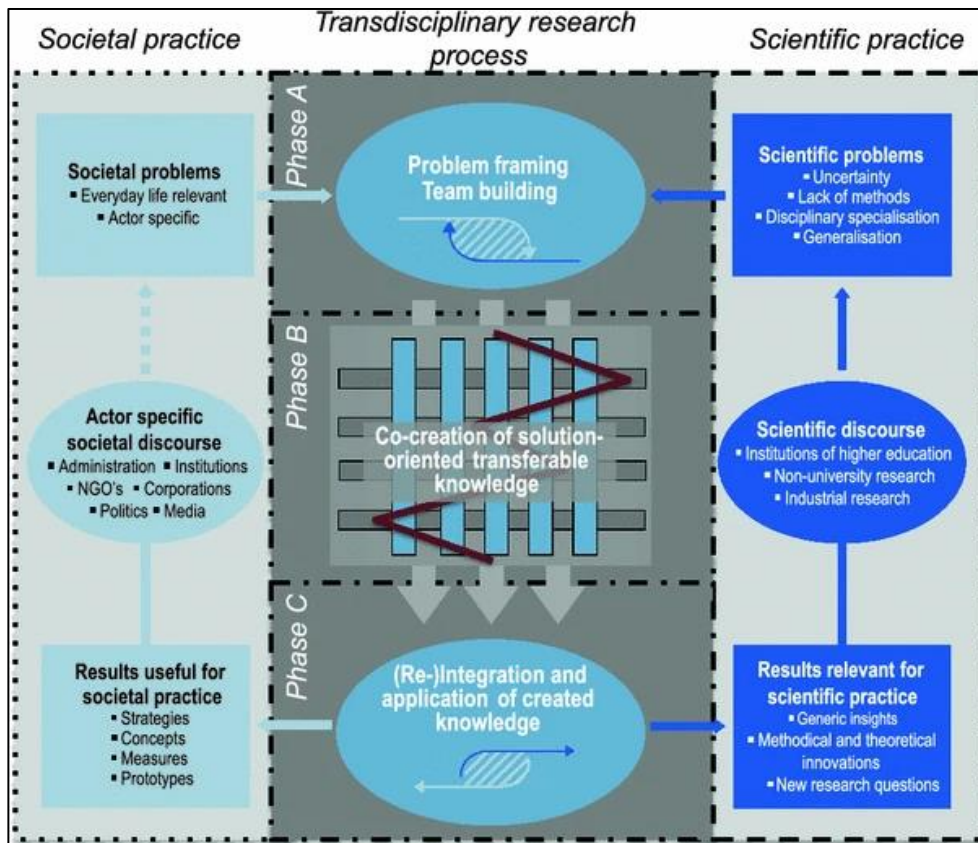 Societal practice
Transdisciplinary research
process
Scientific practice
Phase A
Societal problems
▪ Everyday life relevant
▪ Actor specific
Problem framing
Team building
Scientific problems
▪ Uncertainty
▪ Lack of methods
▪ Disciplinary specialisation
▪ Generalisation
Phase B
Actor specific
societal discourse
▪ Administration ▪ Institutions
▪ NGO's ▪ Corporations
▪ Politics ▪ Media
Co-creation of solution-
oriented transferable
knowledge
Scientific discourse
▪ Institutions of higher education
▪ Non-university research
▪ Industrial research
Phase C
Results useful for
societal practice
▪ Strategies
▪ Concepts
▪ Measures
▪ Prototypes
(Re-)Integration and
application of created
knowledge
Results relevant for
scientific practice
▪ Generic insights
▪ Methodical and theoretical
innovations
▪ New research questions